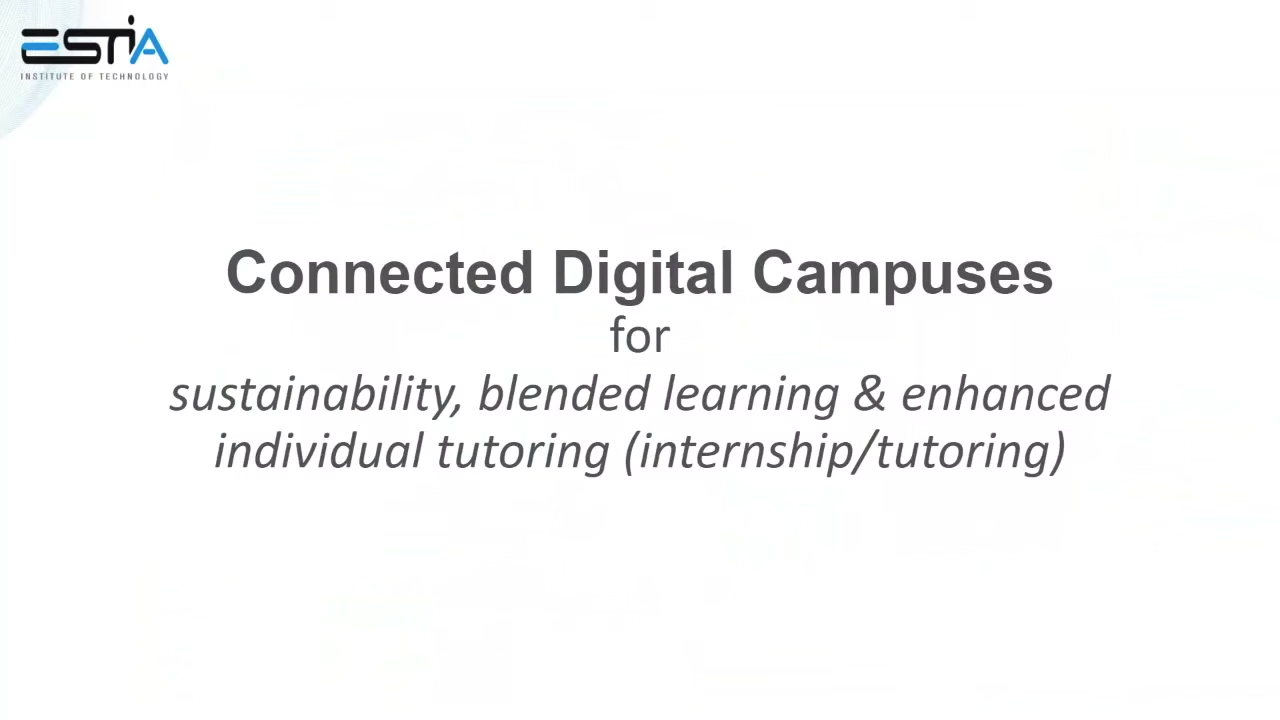 ESTIA
INSTITUTE OF TECHNOLOGY
Connected Digital Campuses
for
sustainability, blended learning & enhanced
individual tutoring (internship/tutoring)